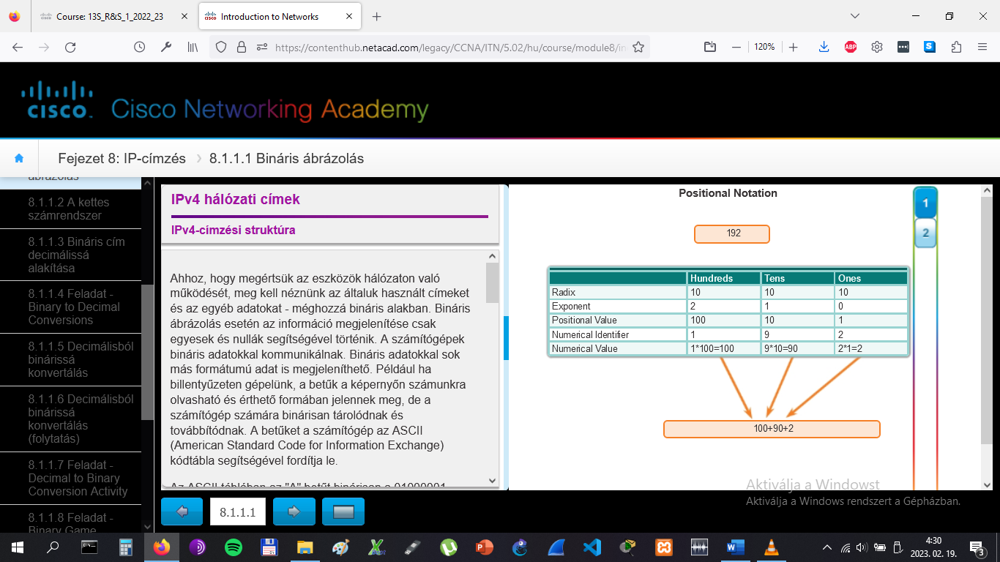 Course: 13S_R&S_1_2022_23
Introduction to Networks
https://contenthub.netacad.com/legacy/CCNA/ITN/5.02/hu/course/module8/in
120%
ABP
CISCO
Cisco Networking Academy
Fejezet 8: IP-címzés
8.1.1.1 Bináris ábrázolás
ábrázolás
8.1.1.2 A kettes
számrendszer
8.1.1.3 Bináris cím
decimálissá
alakítása
8.1.1.4 Feladat -
Binary to Decimal
Conversions
8.1.1.5 Decimálisból
binárissá
konvertálás
8.1.1.6 Decimálisból
binárissá
konvertálás
(folytatás)
8.1.1.7 Feladat -
Decimal to Binary
Conversion Activity
8.1.1.8 Feladat -
Binary Game
IPv4 hálózati címek
IPv4-címzési struktúra
Ahhoz, hogy megértsük az eszközök hálózaton való
működését, meg kell néznünk az általuk használt címeket
és az egyéb adatokat - méghozzá bináris alakban. Bináris
ábrázolás esetén az információ megjelenítése csak
egyesek és nullák segítségével történik. A számítógépek
bináris adatokkal kommunikálnak. Bináris adatokkal sok
más formátumú adat is megjeleníthető. Például ha
billentyűzeten gépelünk, a betűk a képernyőn számunkra
olvasható és érthető formában jelennek meg, de a
számítógép számára binárisan tárolódnak és
továbbítódnak. A betűket a számítógép az ASCII
(American Standard Code for Information Exchange)
kódtábla segítségével fordítja le.
Az ASCII táblában az "A" betűt binárisan a 01000001
8.1.1.1
Positional Notation
192
Hundreds Tens Ones
Radix 10 10 10
Exponent 2 1 0
Positional Value 100 10 1
Numerical Identifier 1 9 2
Numerical Value 1*100=100 9*10=90 2*1=2
100+90+2
1
2
Aktiválja a Windowst
Aktiválja a Windows rendszert a Gépházban.
4:30
2023. 02. 19.
3